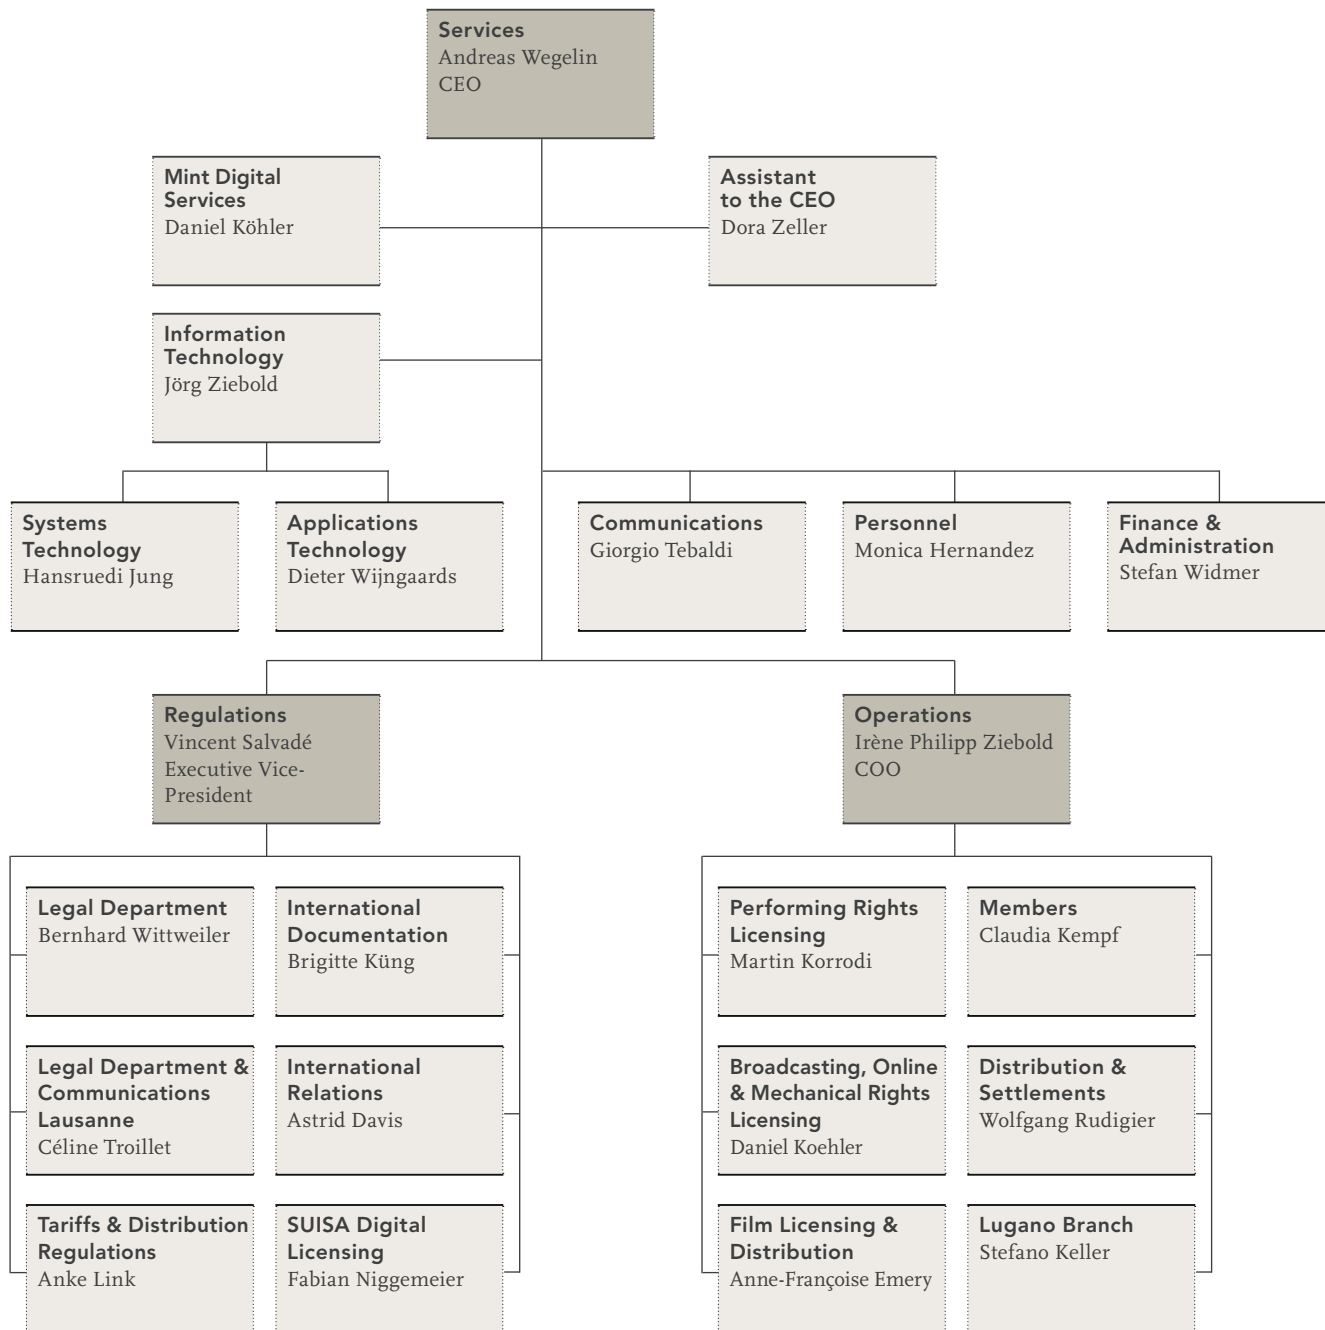 Services
Andreas Wegelin
CEO
Mint Digital
Services
Daniel Köhler
Assistant
to the CEO
Dora Zeller
Information
Technology
Jörg Ziebold
Systems
Technology
Hansruedi Jung
Applications
Technology
Dieter Wijngaards
Communications
Giorgio Tebaldi
Personnel
Monica Hernandez
Finance &
Administration
Stefan Widmer
Regulations
Vincent Salvadé
Executive Vice-
President
Operations
Irène Philipp Ziebold
COO
Legal Department
Bernhard Wittweiler
International
Documentation
Brigitte Küng
Performing Rights
Licensing
Martin Korrodi
Members
Claudia Kempf
Legal Department &
Communications
Lausanne
Céline Troillet
International
Relations
Astrid Davis
Broadcasting, Online
& Mechanical Rights
Licensing
Daniel Koehler
Distribution &
Settlements
Wolfgang Rudigier
Tariffs & Distribution
Regulations
Anke Link
SUISA Digital
Licensing
Fabian Niggemeier
Film Licensing &
Distribution
Anne-Françoise Emery
Lugano Branch
Stefano Keller